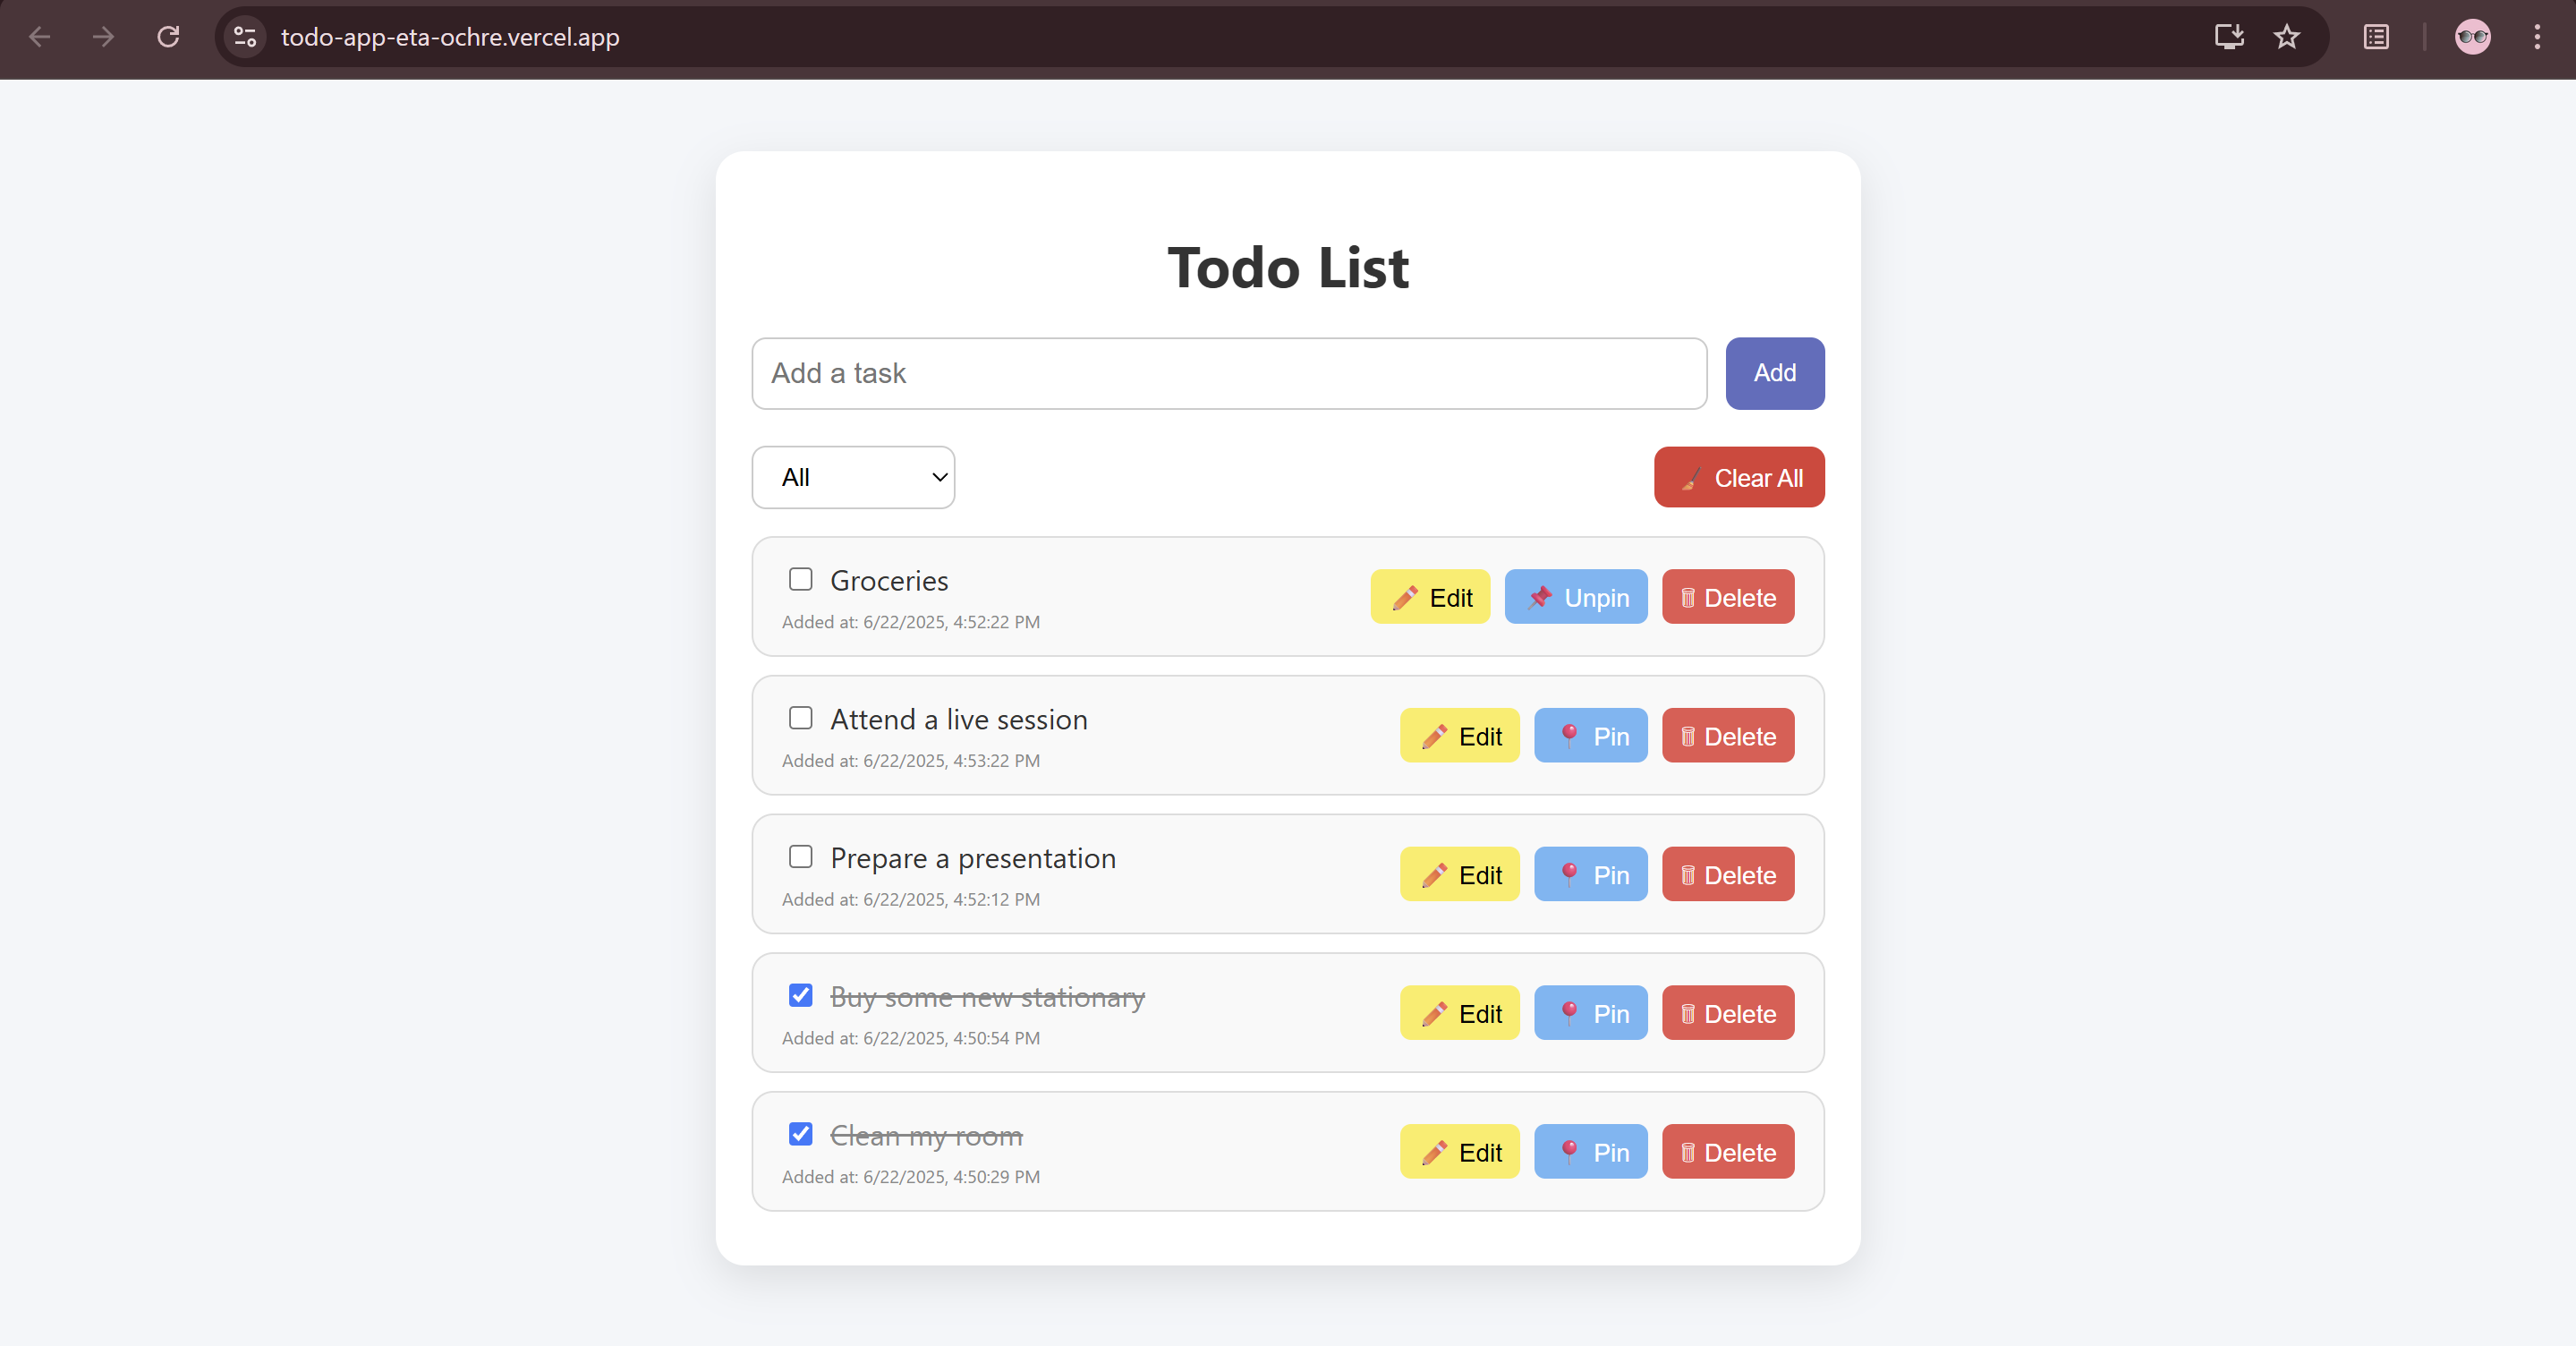 todo-app-eta-ochre.vercel.app
Todo List
Add a task
Add
All
Clear All
Groceries
Edit
Unpin
Delete
Added at: 6/22/2025, 4:52:22 PM
Attend a live session
Edit
Pin
Delete
Added at: 6/22/2025, 4:53:22 PM
Prepare a presentation
Edit
Pin
Delete
Added at: 6/22/2025, 4:52:12 PM
Buy some new stationary
Edit
Pin
Delete
Added at: 6/22/2025, 4:50:54 PM
Clean my room
Edit
Pin
Delete
Added at: 6/22/2025, 4:50:29 PM